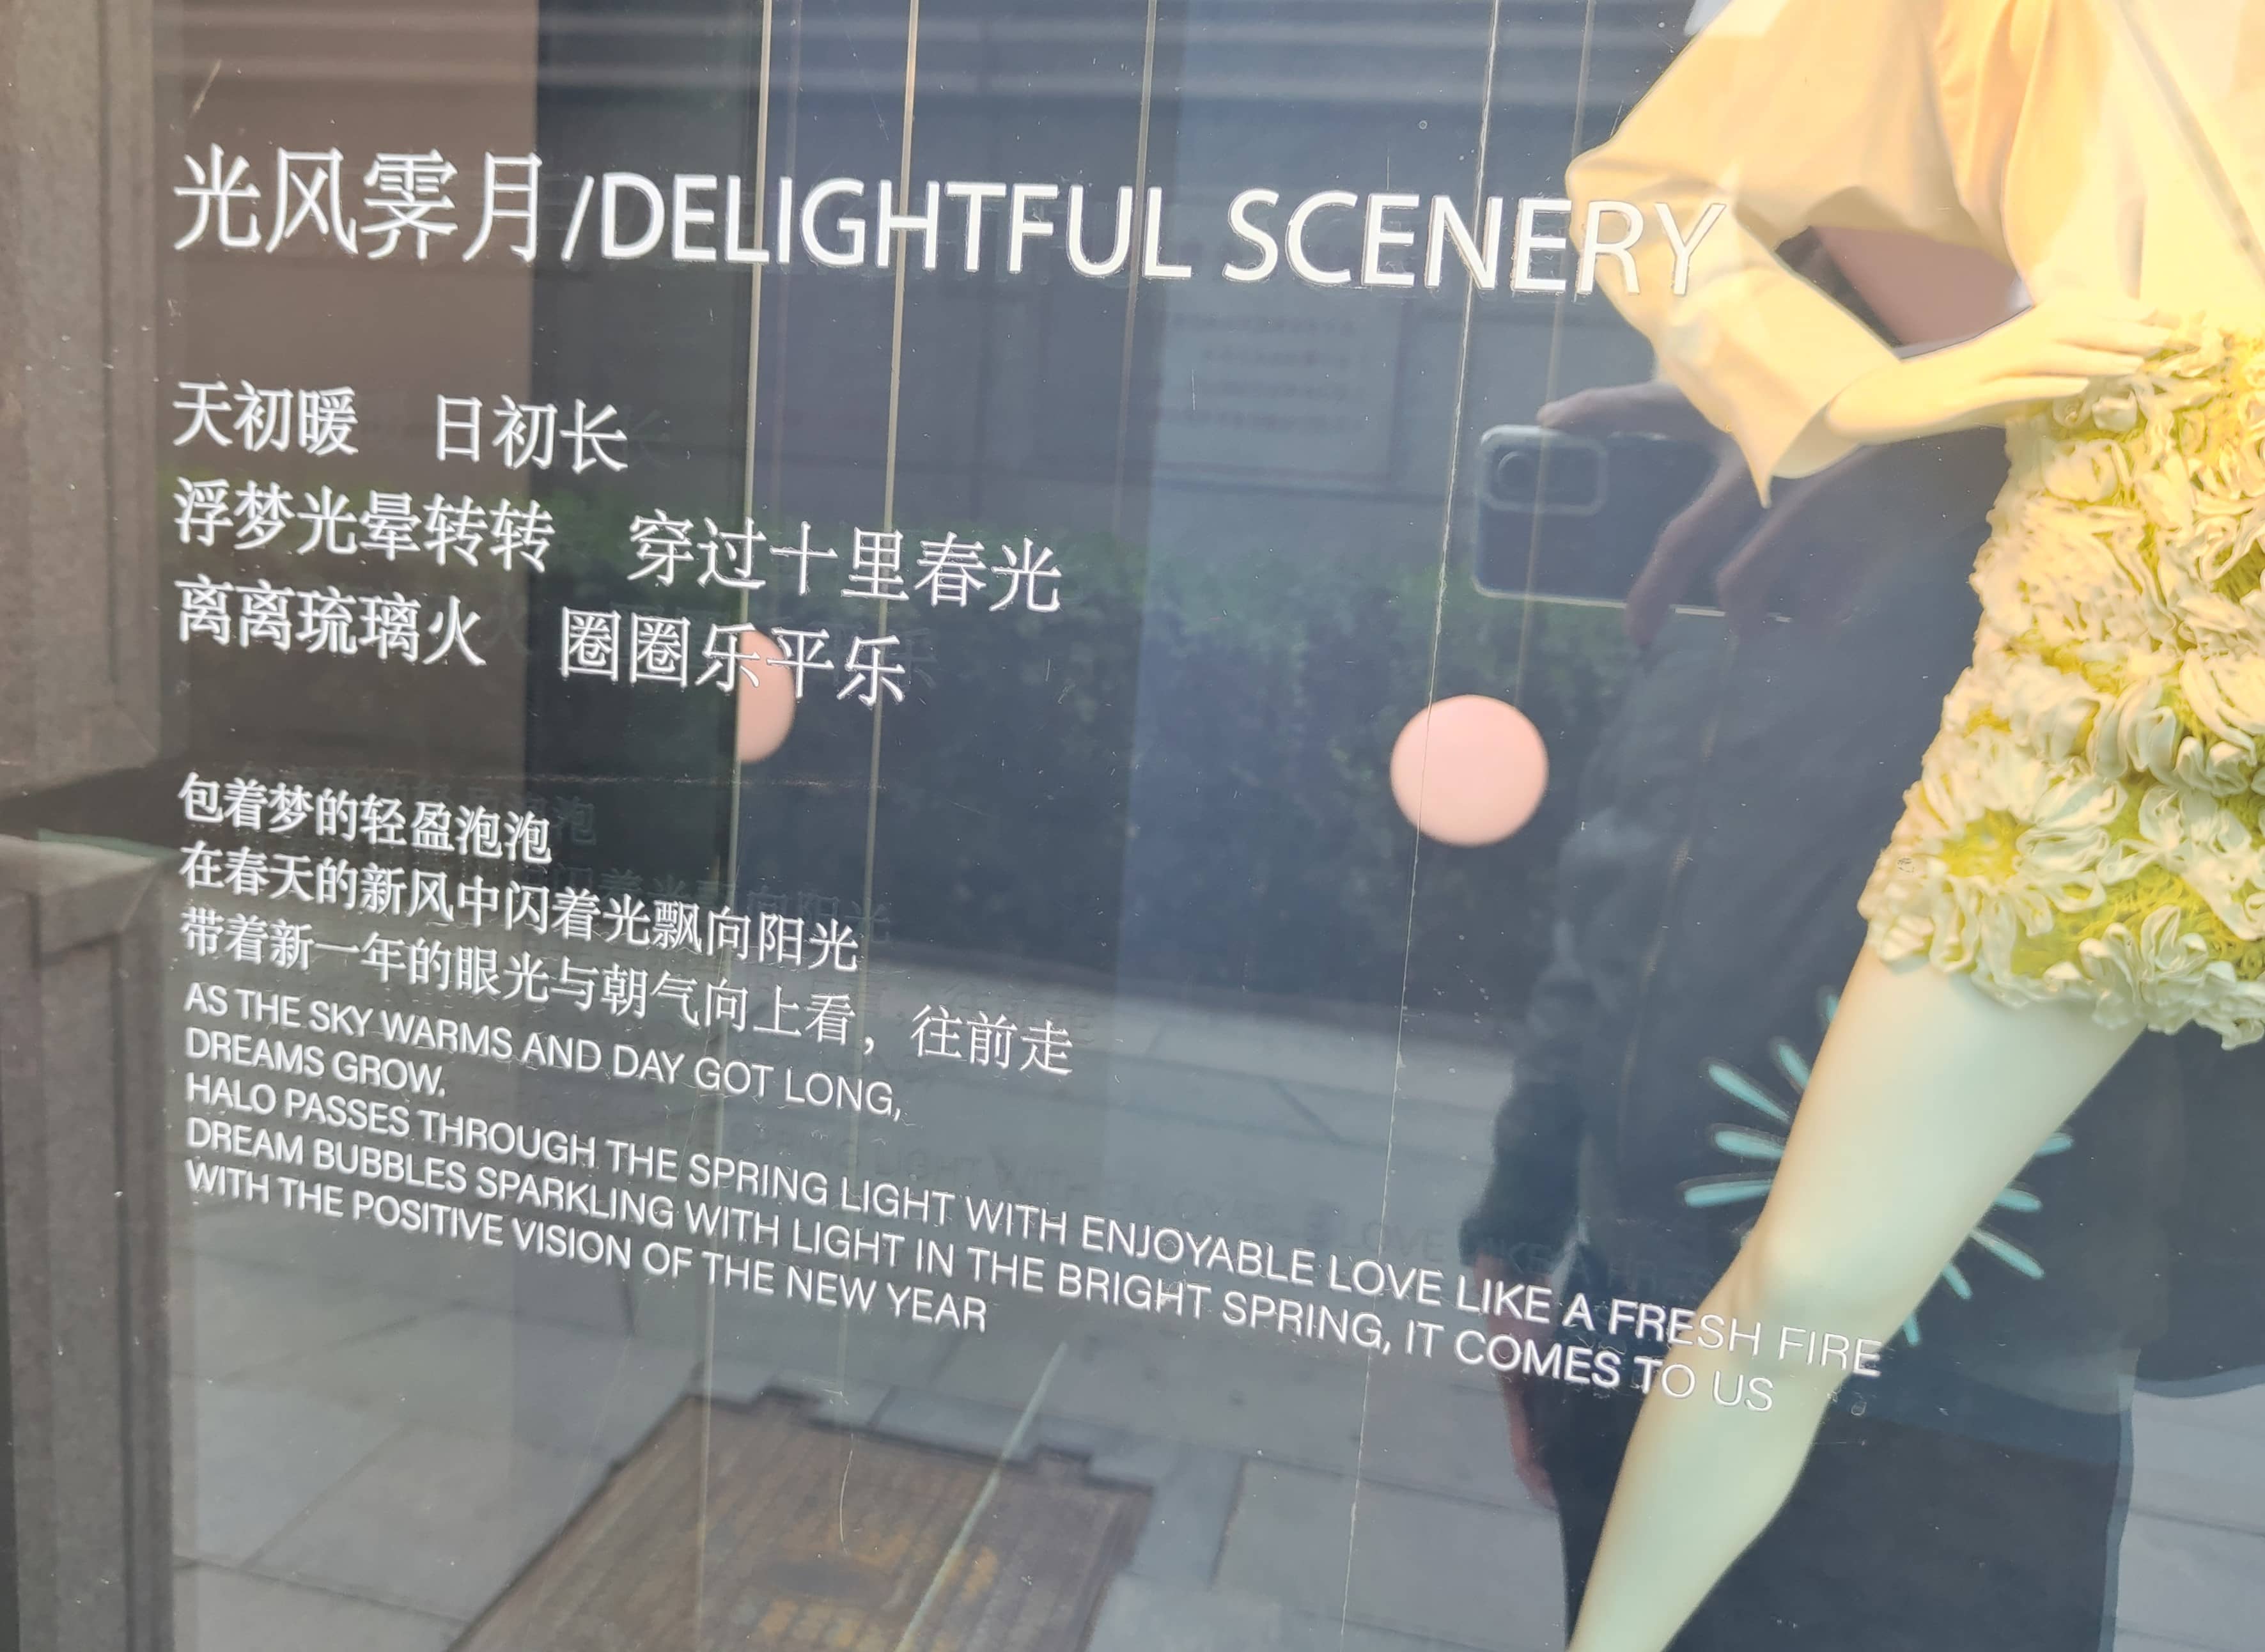 光风霁月/DELIGHTFUL SCENERY
天初暖 日初长
浮梦光晕转转 穿过十里春光
离离琉璃火 圈圈乐平乐
包着梦的轻盈泡泡
在春天的新风中闪着光飘向阳光
带着新一年的眼光与朝气向上看，往前走
AS THE SKY WARMS AND DAY GOT LONG,
DREAMS GROW.
HALO PASSES THROUGH THE SPRING LIGHT WITH ENJOYABLE LOVE LIKE A FRESH FIRE
DREAM BUBBLES SPARKLING WITH LIGHT IN THE BRIGHT SPRING, IT COMES TO US
WITH THE POSITIVE VISION OF THE NEW YEAR